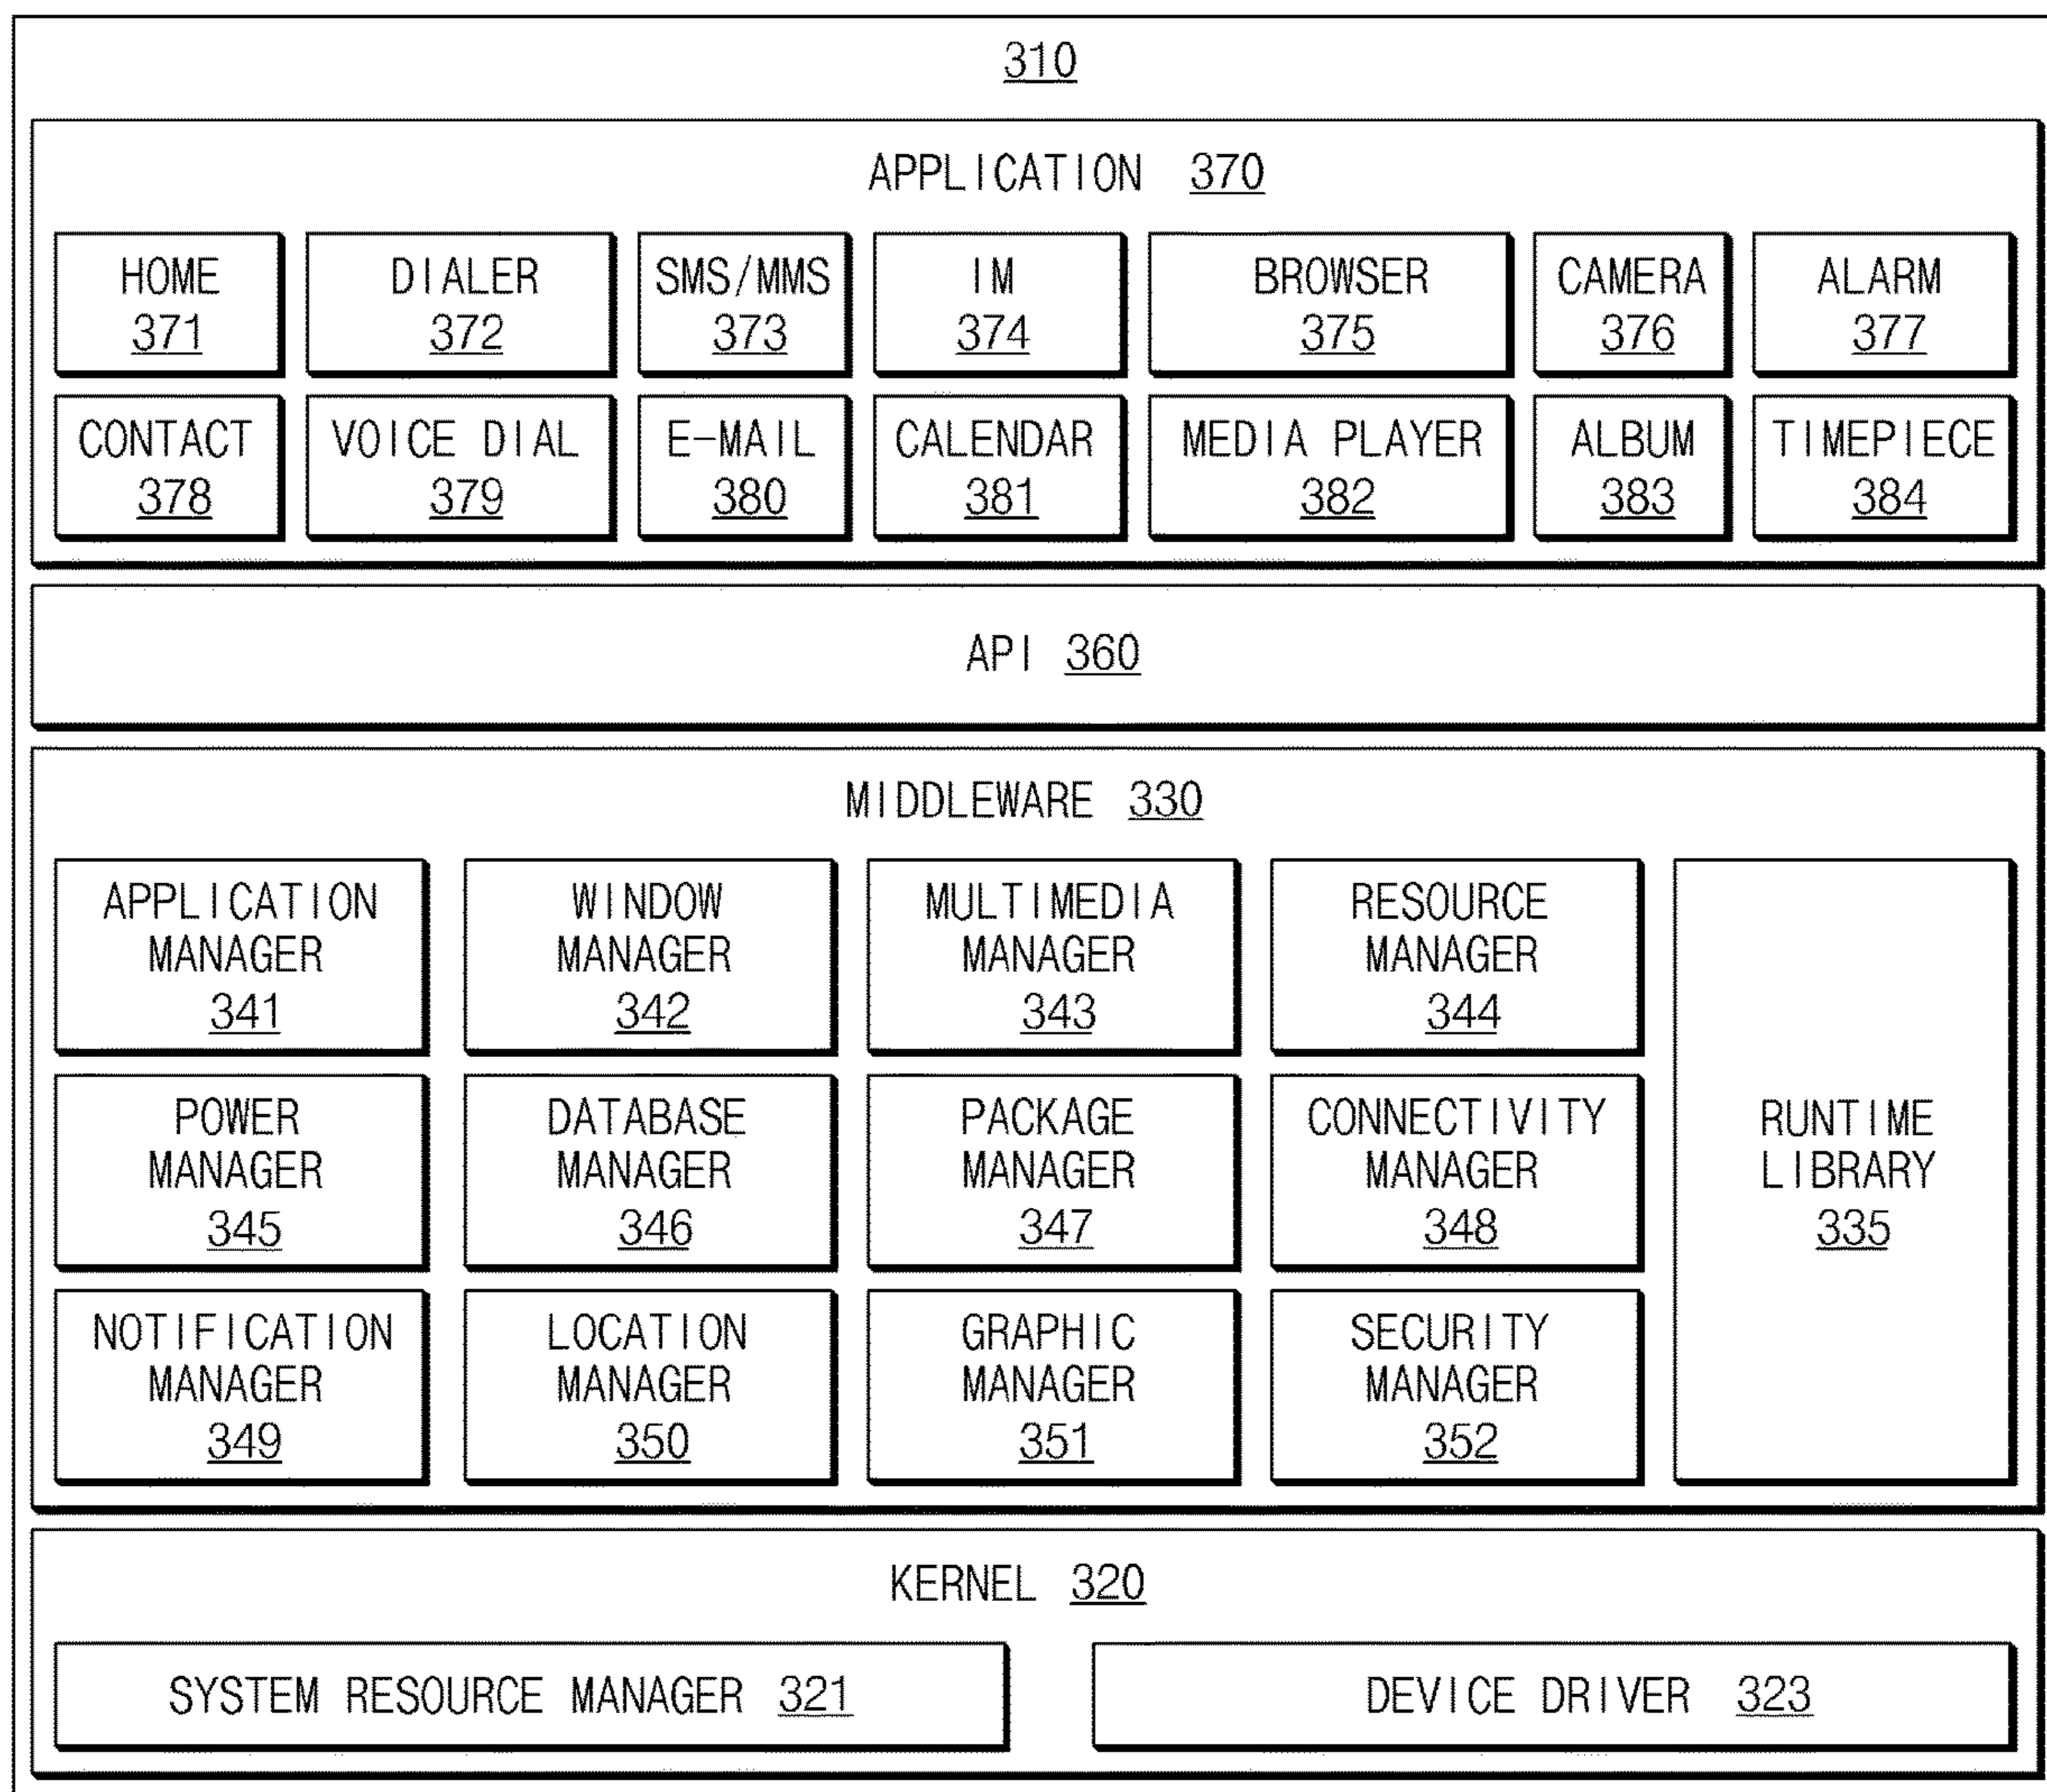 310
APPLICATION 370
HOME
371
DIALER
372
SMS/MMS
373
IM
374
BROWSER
375
CAMERA
376
ALARM
377
CONTACT
378
VOICE DIAL
379
E-MAIL
380
CALENDAR
381
MEDIA PLAYER
382
ALBUM
383
TIMEPIECE
384
API 360
MIDDLEWARE 330
APPLICATION
MANAGER
341
WINDOW
MANAGER
342
MULTIMEDIA
MANAGER
343
RESOURCE
MANAGER
344
POWER
MANAGER
345
DATABASE
MANAGER
346
PACKAGE
MANAGER
347
CONNECTIVITY
MANAGER
348
RUNTIME
LIBRARY
335
NOTIFICATION
MANAGER
349
LOCATION
MANAGER
350
GRAPHIC
MANAGER
351
SECURITY
MANAGER
352
KERNEL 320
SYSTEM RESOURCE MANAGER 321
DEVICE DRIVER 323